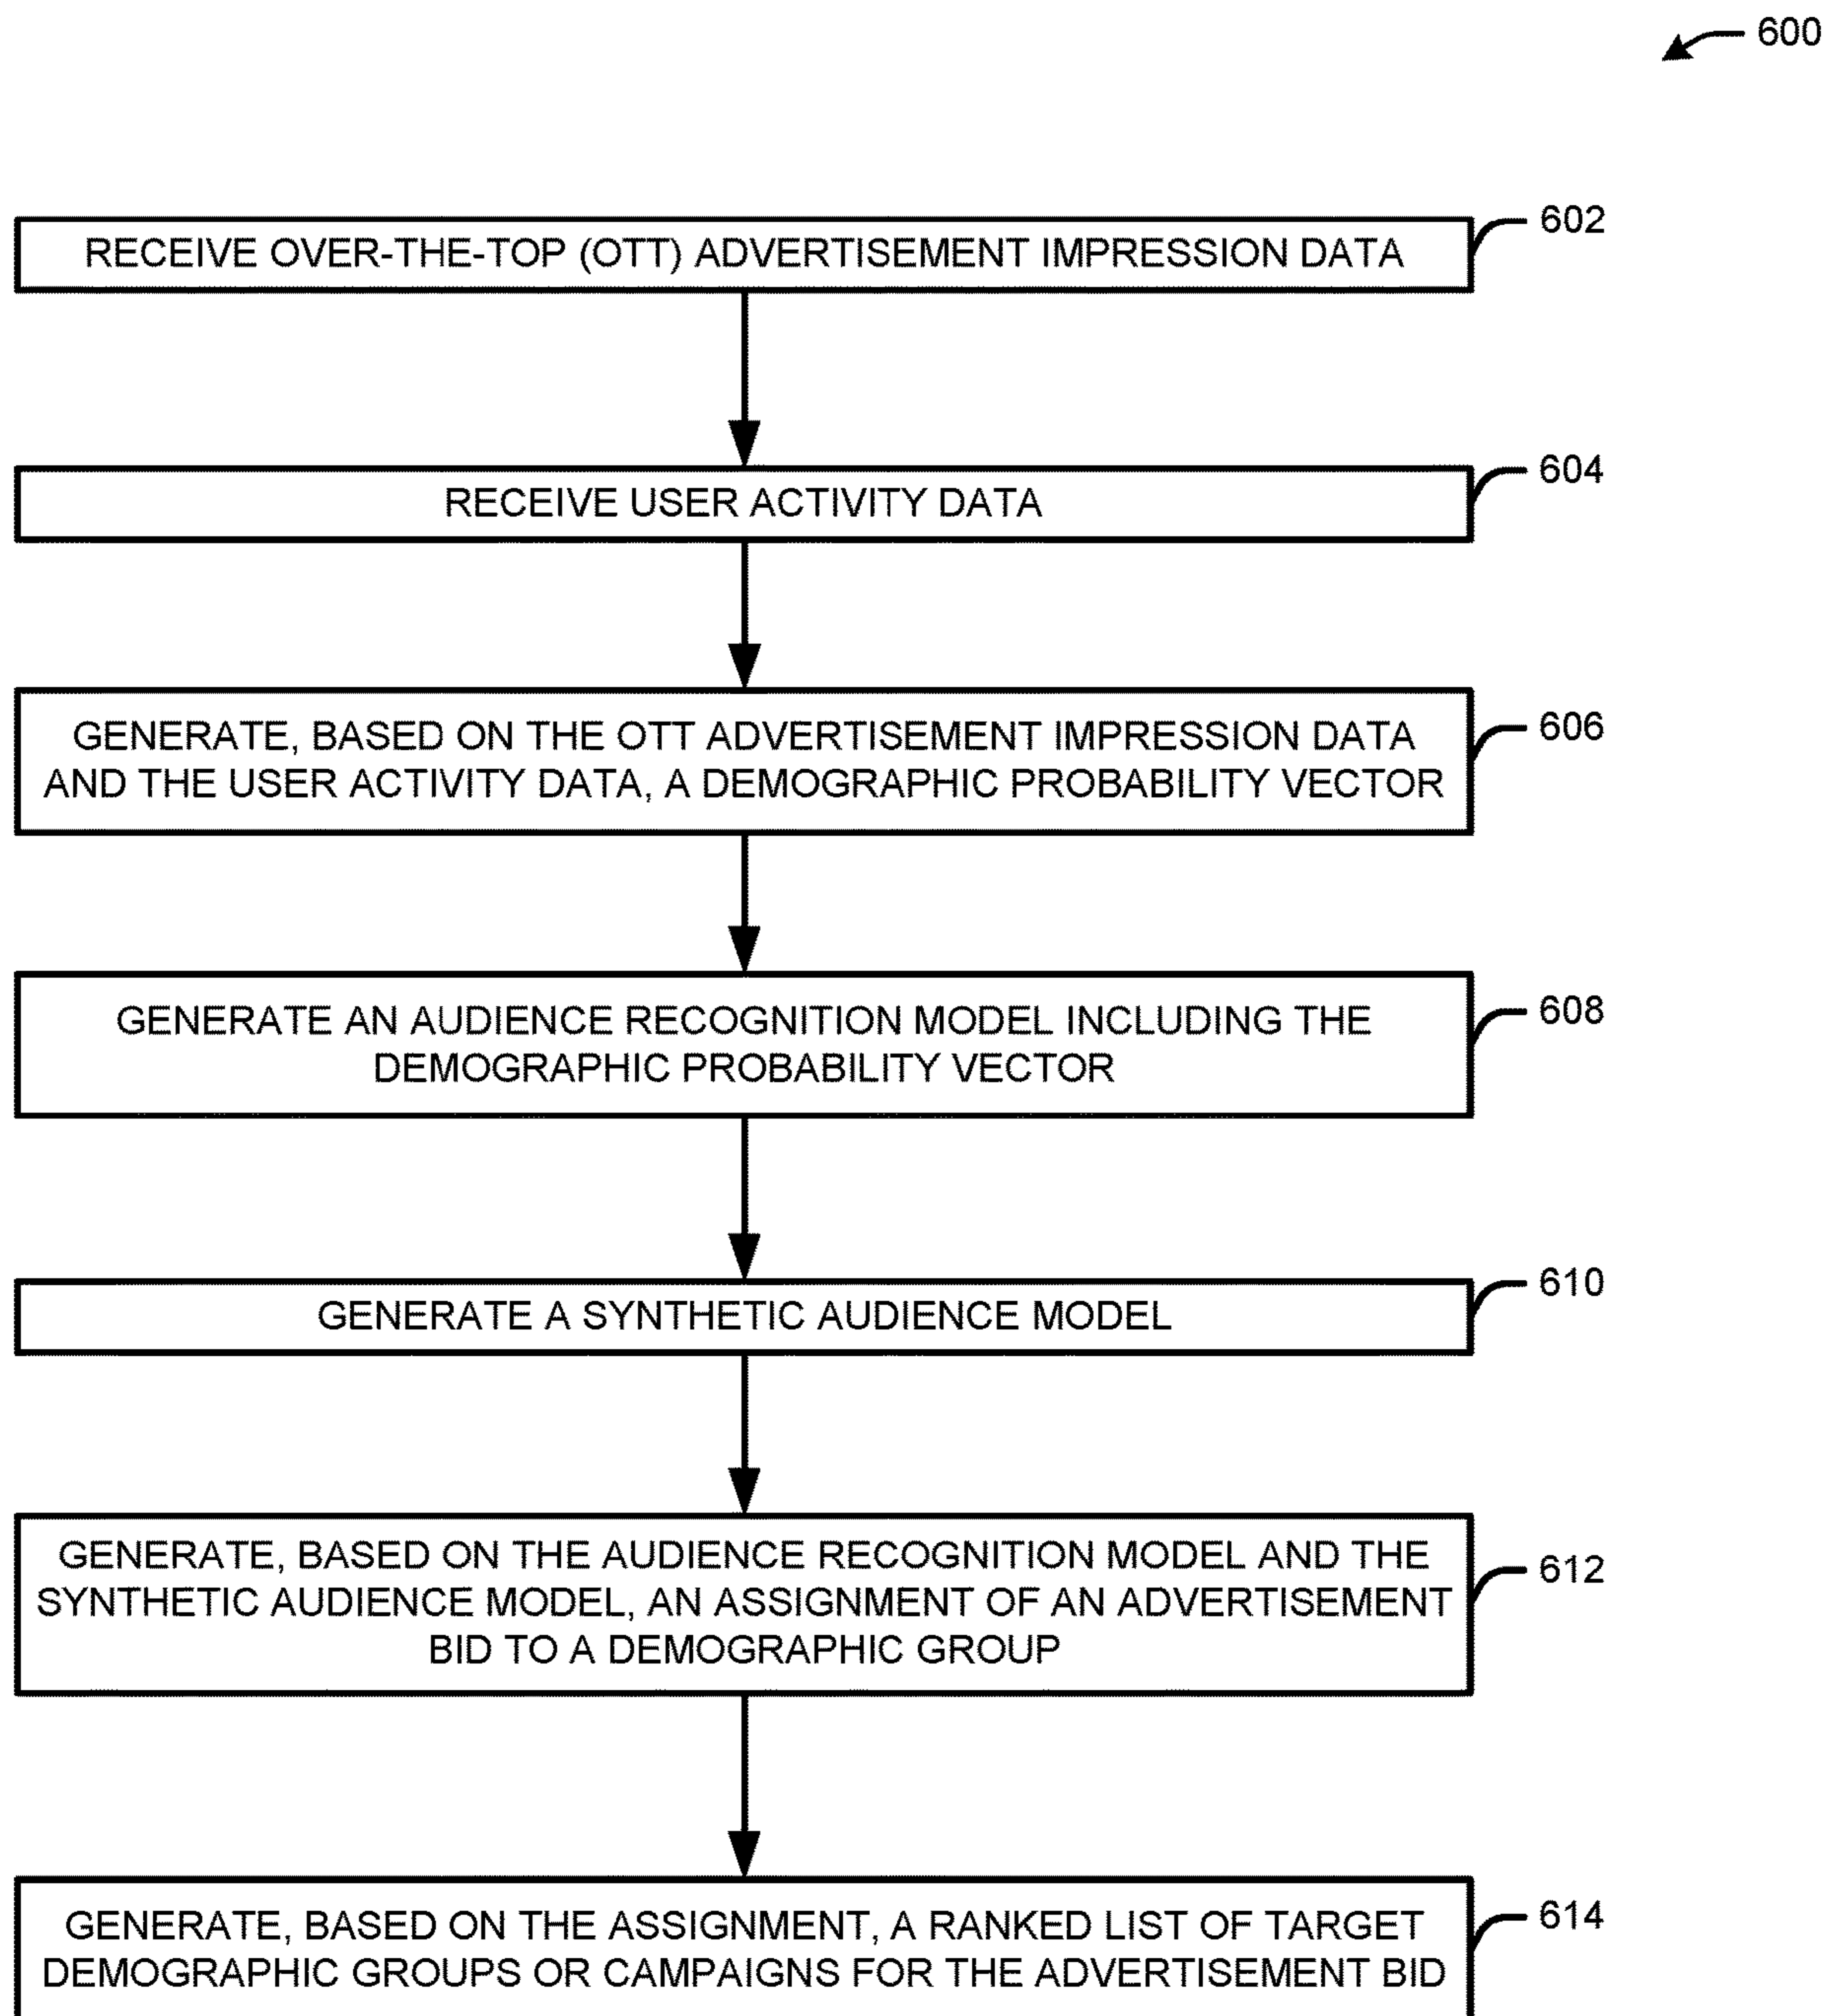 600
RECEIVE OVER-THE-TOP (OTT) ADVERTISEMENT IMPRESSION DATA
602
RECEIVE USER ACTIVITY DATA
604
GENERATE, BASED ON THE OTT ADVERTISEMENT IMPRESSION DATA
AND THE USER ACTIVITY DATA, A DEMOGRAPHIC PROBABILITY VECTOR
606
GENERATE AN AUDIENCE RECOGNITION MODEL INCLUDING THE
DEMOGRAPHIC PROBABILITY VECTOR
608
GENERATE A SYNTHETIC AUDIENCE MODEL
610
GENERATE, BASED ON THE AUDIENCE RECOGNITION MODEL AND THE
SYNTHETIC AUDIENCE MODEL, AN ASSIGNMENT OF AN ADVERTISEMENT
BID TO A DEMOGRAPHIC GROUP
612
GENERATE, BASED ON THE ASSIGNMENT, A RANKED LIST OF TARGET
DEMOGRAPHIC GROUPS OR CAMPAIGNS FOR THE ADVERTISEMENT BID
614